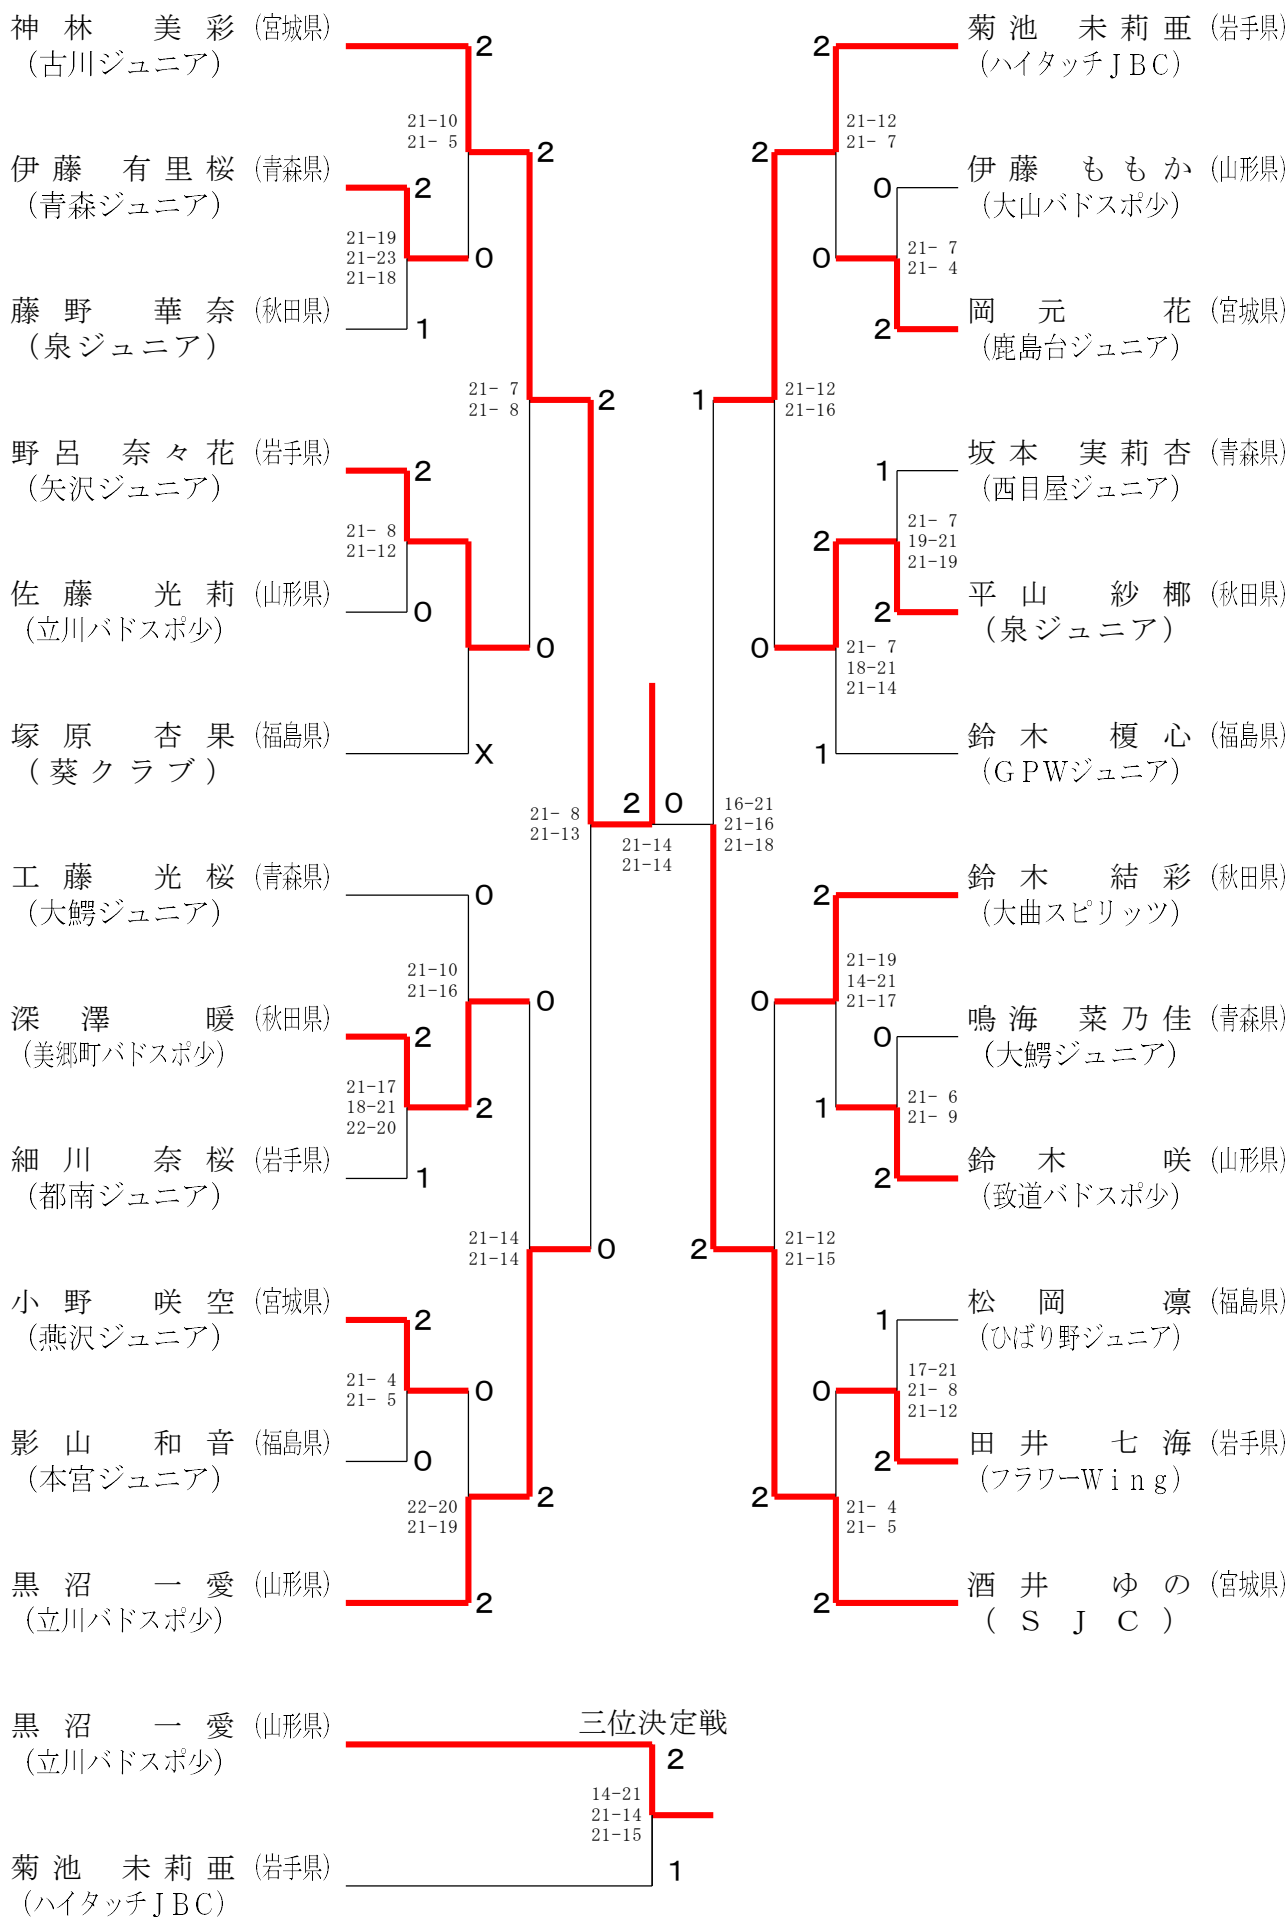 神林 美彩 (宮城県)
(古川ジュニア)
2
21-10
21- 5
2
伊藤 有里桜 (青森県)
(青森ジュニア)
2
21-19
21-23
21-18
0
藤野 華奈 (秋田県)
(泉ジュニア)
1
21- 7
21- 8
2
野呂 奈々花 (岩手県)
(矢沢ジュニア)
2
21- 8
21-12
佐藤 光莉 (山形県)
(立川バドスポ少)
0
0
塚原 杏果 (福島県)
(葵クラブ)
X
21- 8
21-13
工藤 光桜 (青森県)
(大鰐ジュニア)
0
21-10
21-16
0
深澤 暖 (秋田県)
(美郷町バドスポ少)
2
21-17
18-21
22-20
2
細川 奈桜 (岩手県)
(都南ジュニア)
1
21-14
21-14
0
小野 咲空 (宮城県)
(燕沢ジュニア)
2
21- 4
21- 5
0
影山 和音 (福島県)
(本宮ジュニア)
0
22-20
21-19
2
黒沼 一愛 (山形県)
(立川バドスポ少)
2
2 0
21-14
21-14
2
菊池 未莉亜 (岩手県)
(ハイタッチJBC)
21-12
21- 7
2
0
伊藤 ももか (山形県)
(大山バドスポ少)
21- 7
21- 4
0
2
岡元 花 (宮城県)
(鹿島台ジュニア)
1
21-12
21-16
1
坂本 実莉杏 (青森県)
(西目屋ジュニア)
21- 7
19-21
21-19
2
2
平山 紗椰 (秋田県)
(泉ジュニア)
0
21- 7
18-21
21-14
1
鈴木 榎心 (福島県)
(GPWジュニア)
16-21
21-16
21-18
2
鈴木 結彩 (秋田県)
(大曲スピリッツ)
21-19
14-21
21-17
0
0
鳴海 菜乃佳 (青森県)
(大鰐ジュニア)
21- 6
21- 9
1
2
鈴木 咲 (山形県)
(致道バドスポ少)
2
21-12
21-15
1
松岡 凛 (福島県)
(ひばり野ジュニア)
17-21
21- 8
21-12
0
2
田井 七海 (岩手県)
(フラワーWing)
2
21- 4
21- 5
2
酒井 ゆの (宮城県)
(SJC)
三位決定戦
黒沼 一愛 (山形県)
(立川バドスポ少)
2
14-21
21-14
21-15
菊池 未莉亜 (岩手県)
(ハイタッチJBC)
1